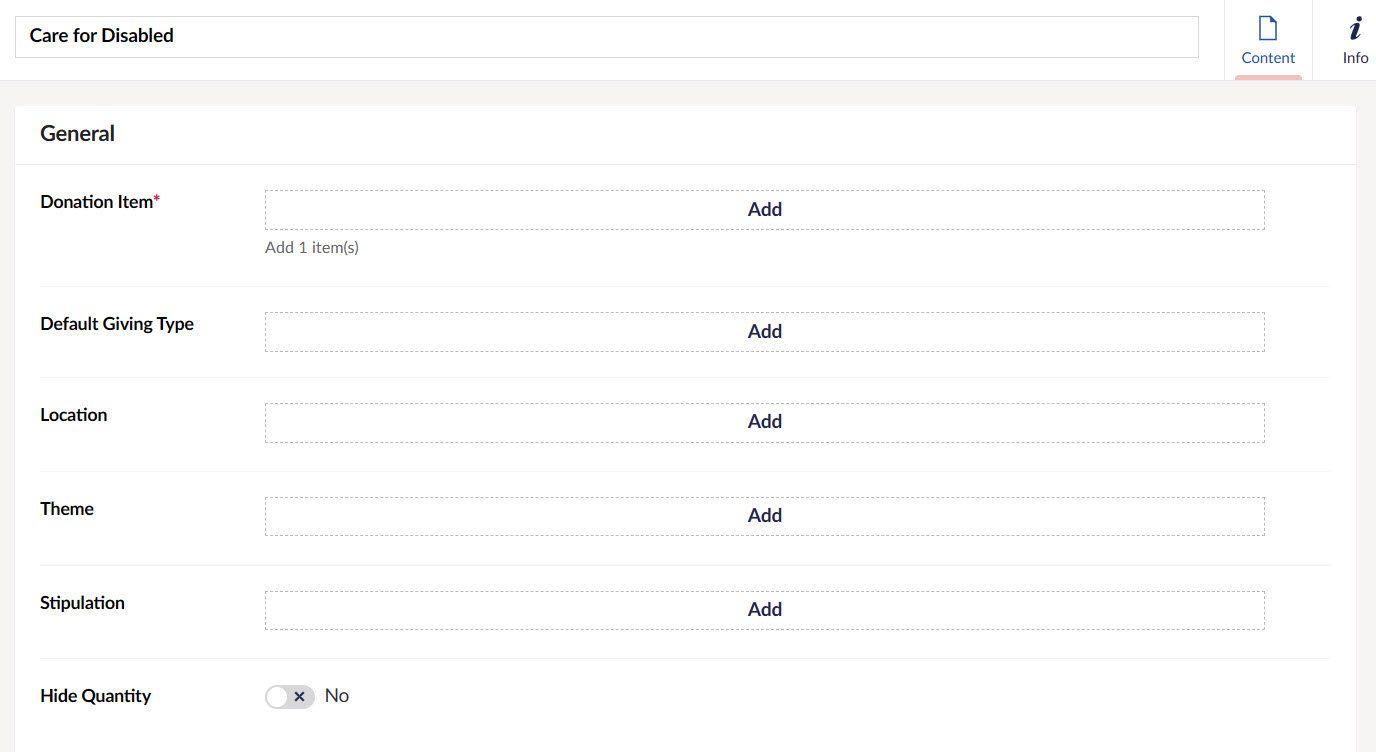 Care for Disabled
Content
Info
General
Donation Item*
Add
Add 1 item(s)
Default Giving Type
Add
Location
Add
Theme
Add
Stipulation
Add
Hide Quantity
No